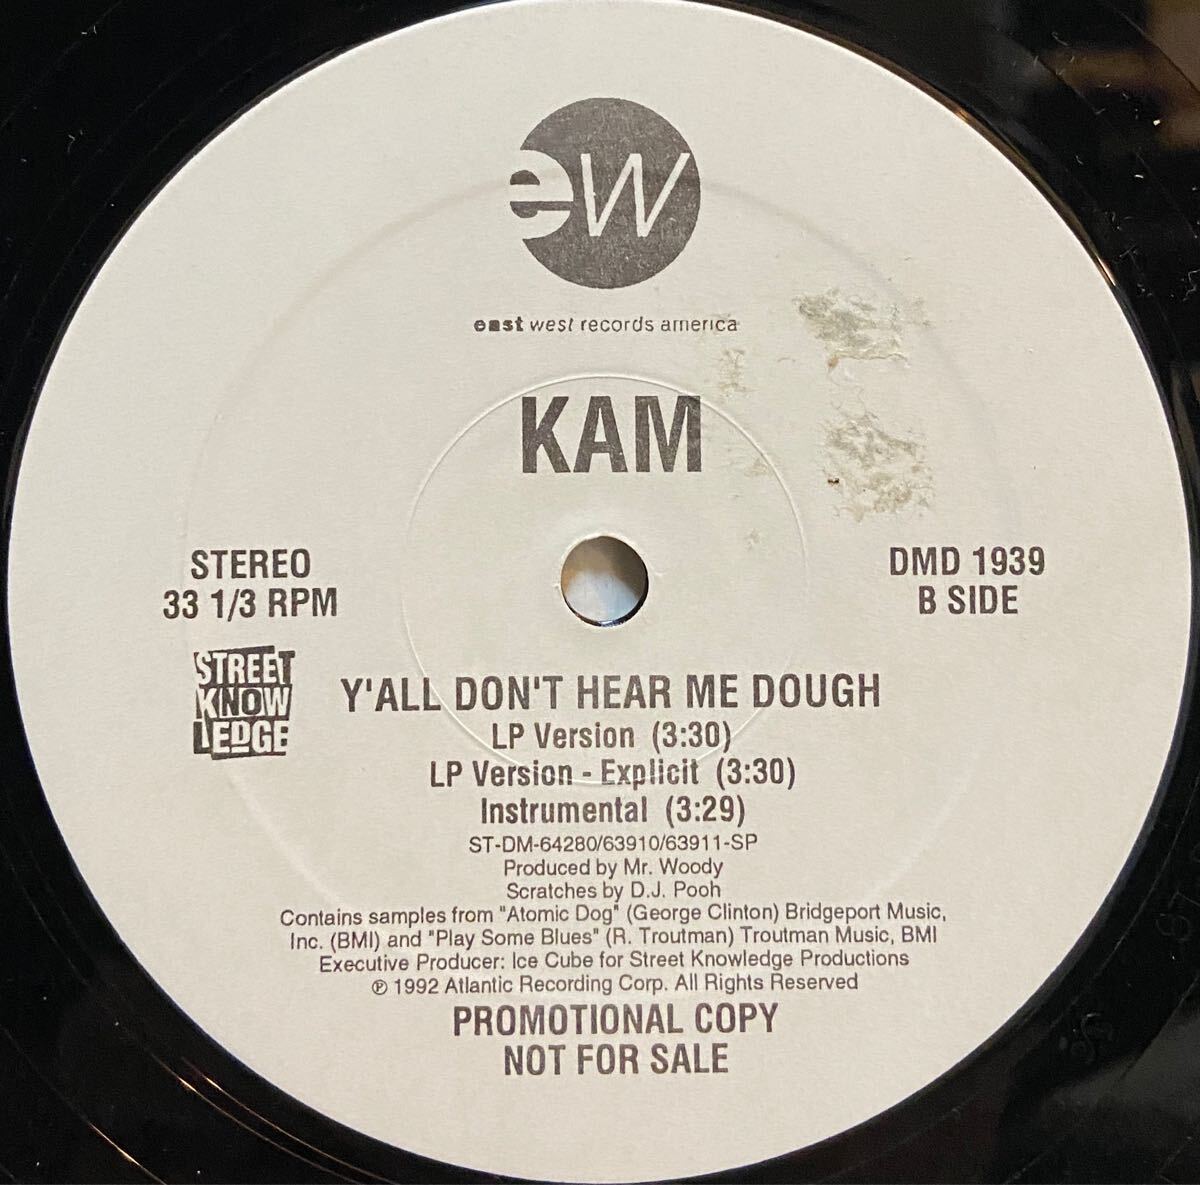 ew
east west records america
KAM
STEREO
33 1/3 RPM
DMD 1939
B SIDE
STREET
KNOW
LEDGE
Y'ALL DON'T HEAR ME DOUGH
LP Version (3:30)
LP Version - Explicit (3:30)
Instrumental (3:29)
ST-DM-64280/63910/63911-SP
Produced by Mr. Woody
Scratches by D.J. Pooh
Contains samples from "Atomic Dog" (George Clinton) Bridgeport Music,
Inc. (BMI) and "Play Some Blues" (R. Troutman) Troutman Music, BMI
Executive Producer: Ice Cube for Street Knowledge Productions
℗ 1992 Atlantic Recording Corp. All Rights Reserved
PROMOTIONAL COPY
NOT FOR SALE